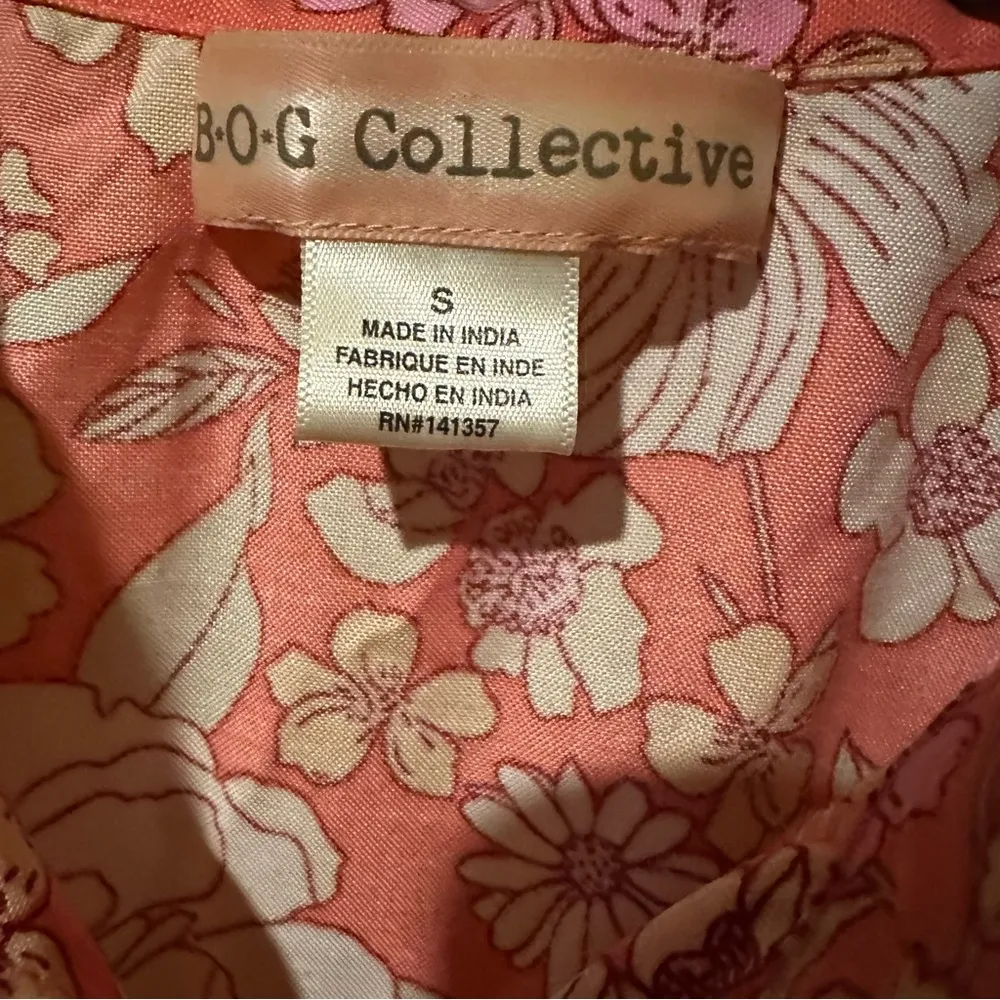 B*O*G Collective
S
MADE IN INDIA
FABRIQUE EN INDE
HECHO EN INDIA
RN#141357